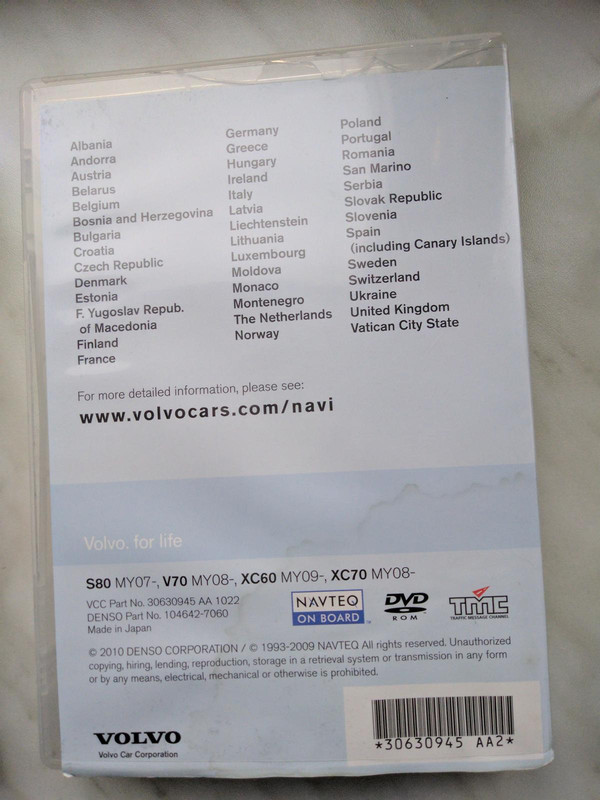 Albania
Andorra
Austria
Belarus
Belgium
Bosnia and Herzegovina
Bulgaria
Croatia
Czech Republic
Denmark
Estonia
F. Yugoslav Repub.
of Macedonia
Finland
France
Germany
Greece
Hungary
Ireland
Italy
Latvia
Liechtenstein
Lithuania
Luxembourg
Moldova
Monaco
Montenegro
The Netherlands
Norway
Poland
Portugal
Romania
San Marino
Serbia
Slovak Republic
Slovenia
Spain
(including Canary Islands)
Sweden
Switzerland
Ukraine
United Kingdom
Vatican City State
For more detailed information, please see:
www.volvocars.com/navi
Volvo. for life
S80 MY07-, V70 MY08-, XC60 MY09-, XC70 MY08-
VCC Part No. 30630945 AA 1022
DENSO Part No. 104642-7060
Made in Japan
NAVTEQ
ON BOARD
DVD
ROM
TMC
TRAFFIC MESSAGE CHANNEL
© 2010 DENSO CORPORATION / © 1993-2009 NAVTEQ All rights reserved. Unauthorized
copying, hiring, lending, reproduction, storage in a retrieval system or transmission in any form
or by any means, electrical, mechanical or otherwise is prohibited.
VOLVO
Volvo Car Corporation
*30630945 AA2*